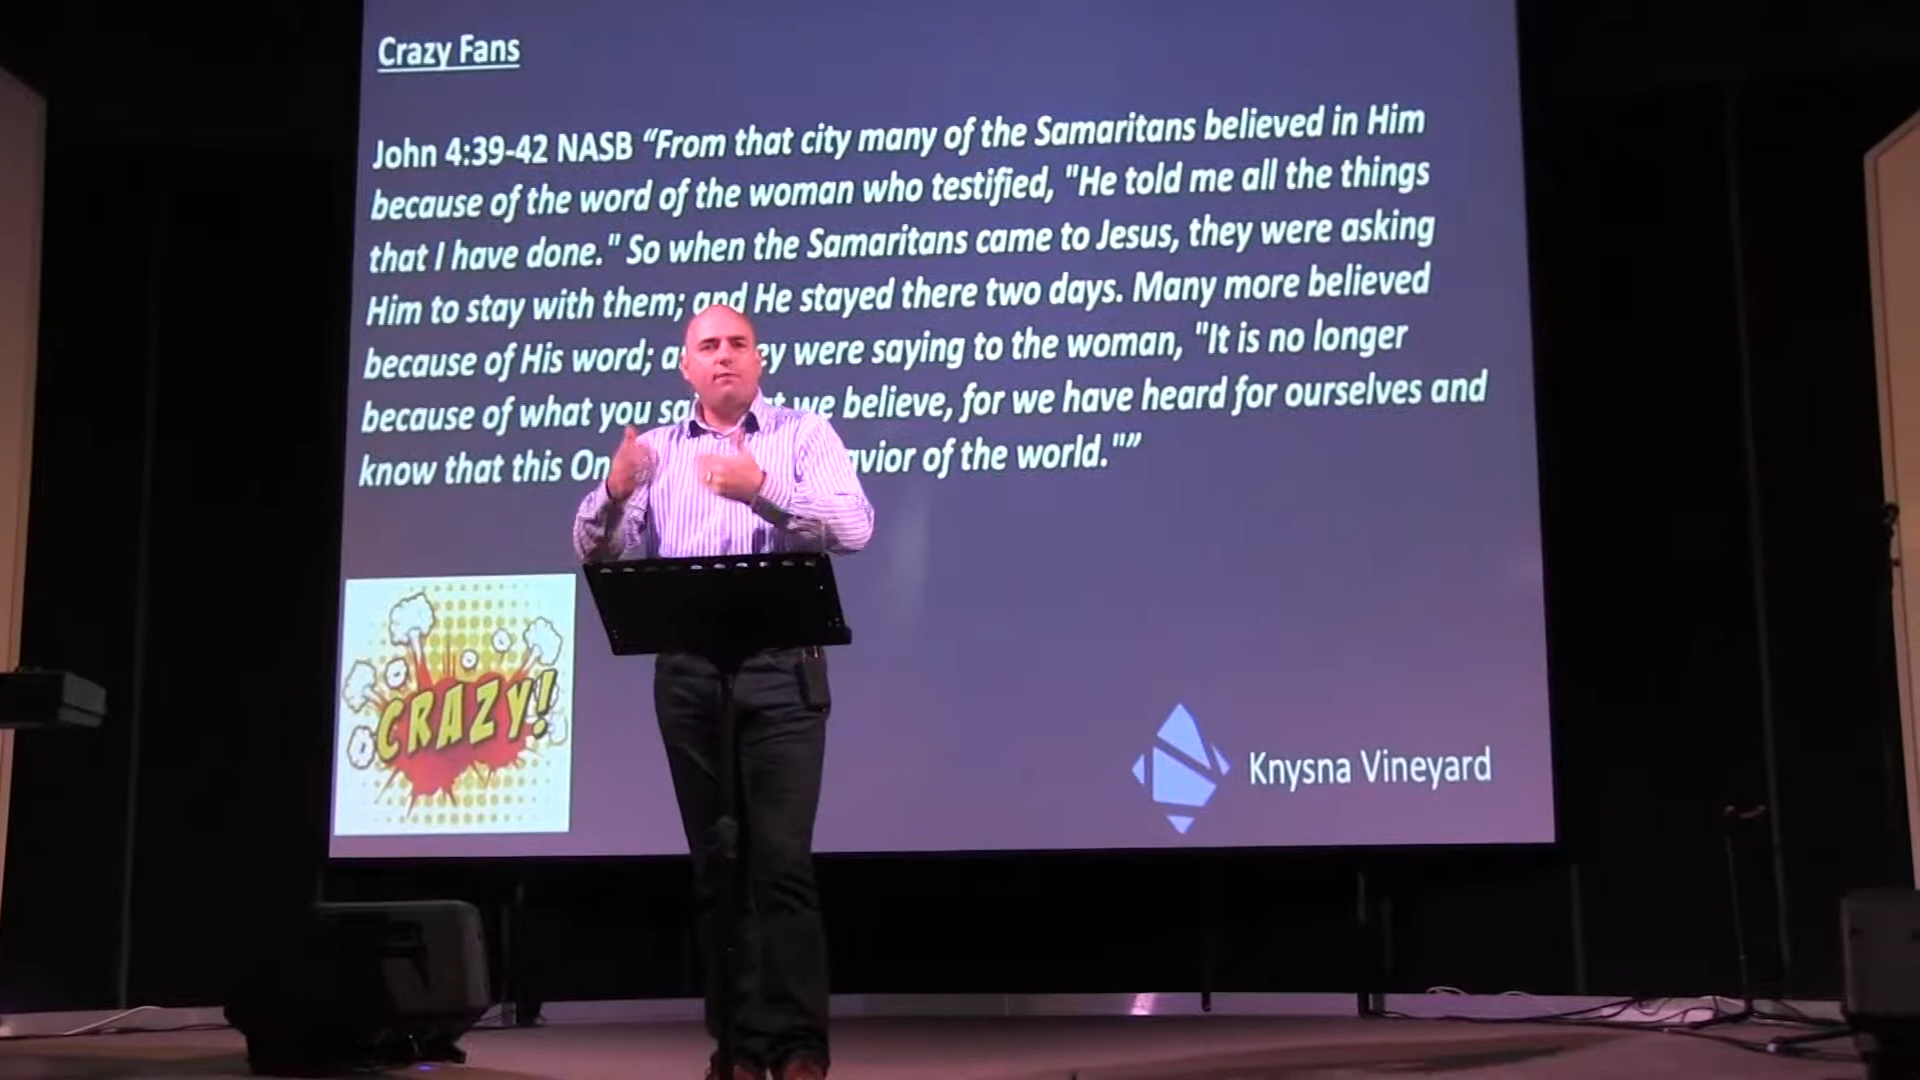 Crazy Fans
John 4:39-42 NASB “From that city many of the Samaritans believed in Him
because of the word of the woman who testified, "He told me all the things
that I have done." So when the Samaritans came to Jesus, they were asking
Him to stay with them; and He stayed there two days. Many more believed
because of His word; were saying to the woman, "It is no longer
because of what you we believe, for we have heard for ourselves and
know that this of the world."”
CRAZY!
Knysna Vineyard